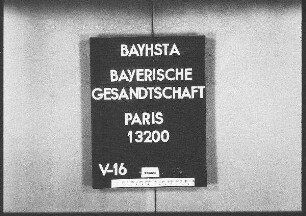 BAYHSTA
BAYERISCHE
GESANDTSCHAFT
PARIS
13200
V-16